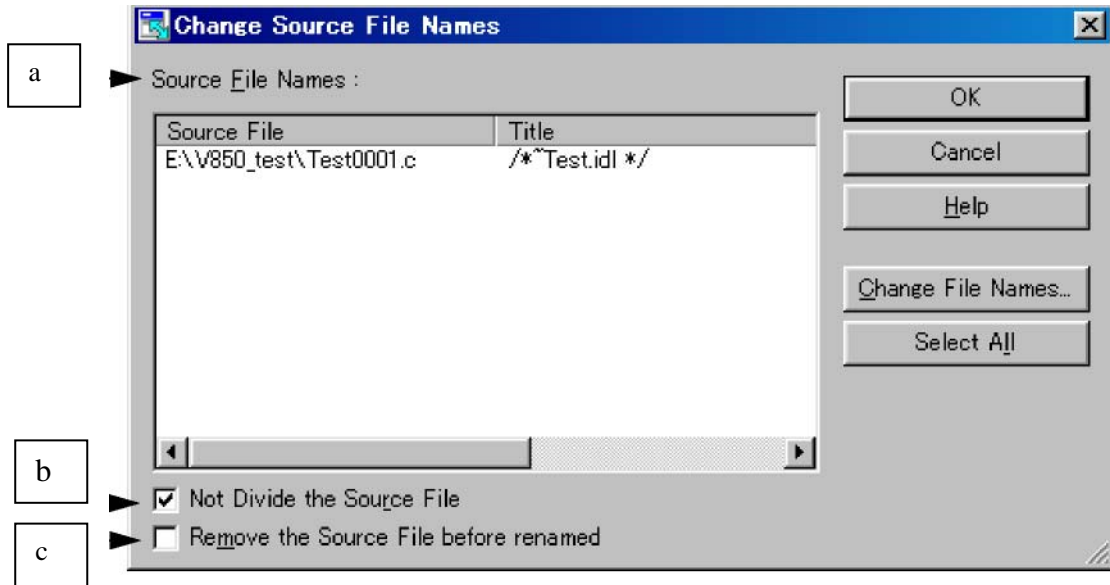 Change Source File Names
a
Source File Names :
OK
Source File Title
Cancel
E:\V850_test\Test0001.c /*~Test.idl */
Help
Change File Names...
Select All
b
Not Divide the Source File
Remove the Source File before renamed
c